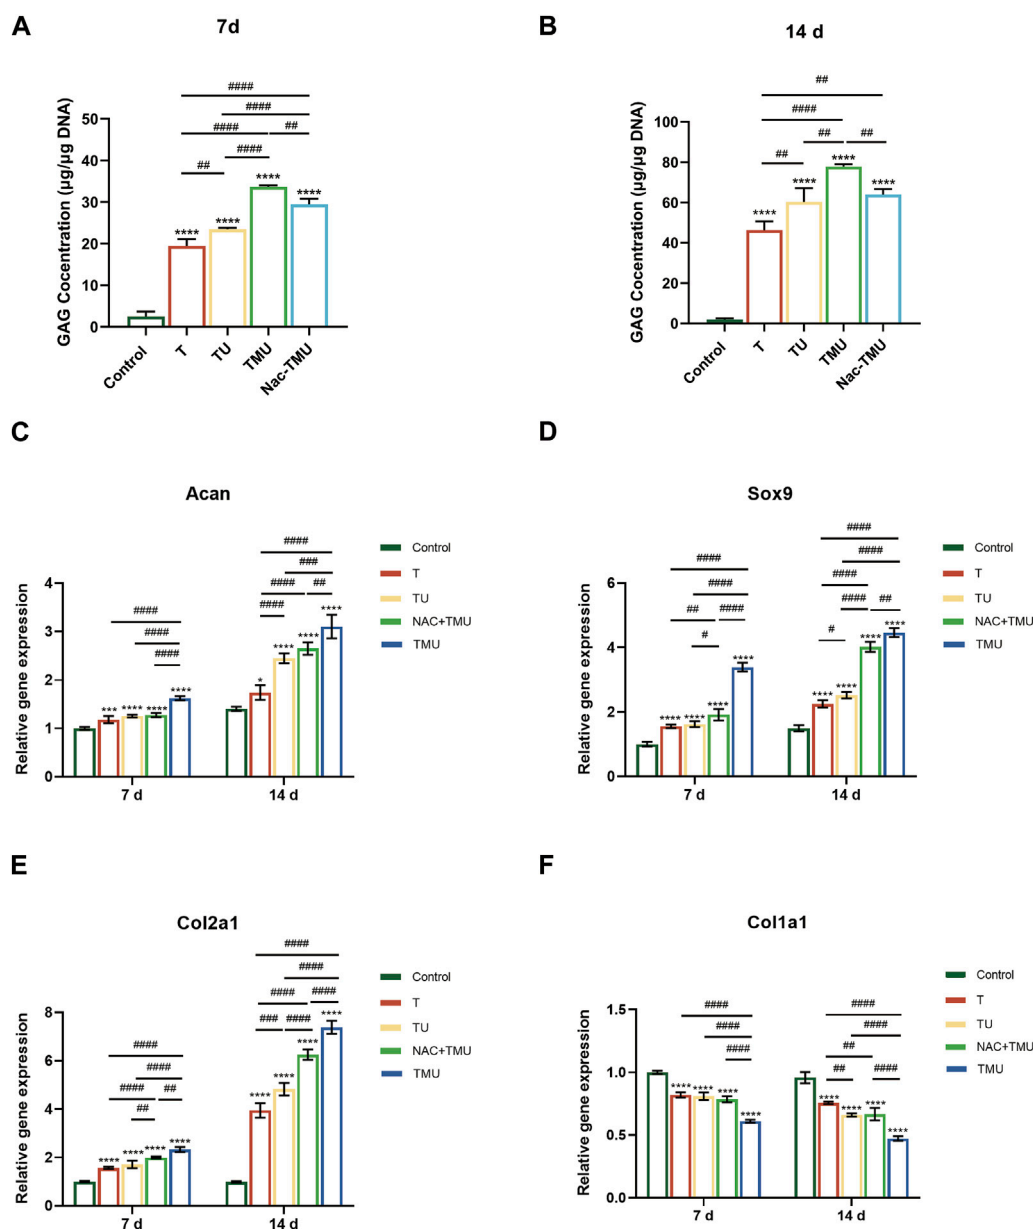 A
7d
####
####
####
##
####
##
****
****
****
****
GAG Cocentration (µg/µg DNA)
50
40
30
20
10
0
Control
T
TU
TMU
Nac-TMU
B
14 d
##
####
##
##
##
****
****
****
****
GAG Cocentration (µg/µg DNA)
100
80
60
40
20
0
Control
T
TU
TMU
Nac-TMU
C
Acan
####
###
####
##
####
####
####
####
***
****
****
****
*
****
****
****
Relative gene expression
4
3
2
1
0
7 d
14 d
Control
T
TU
NAC+TMU
TMU
D
Sox9
####
####
####
####
##
#
####
####
##
####
#
****
****
****
****
****
****
****
****
Relative gene expression
6
4
2
0
7 d
14 d
Control
T
TU
NAC+TMU
TMU
E
Col2a1
####
####
####
####
###
####
####
####
####
##
##
****
****
****
****
****
****
****
****
Relative gene expression
8
6
4
2
0
7 d
14 d
Control
T
TU
NAC+TMU
TMU
F
Col1a1
####
####
####
####
####
##
##
####
****
****
****
****
****
****
****
****
Relative gene expression
1.5
1.0
0.5
0.0
7 d
14 d
Control
T
TU
NAC+TMU
TMU